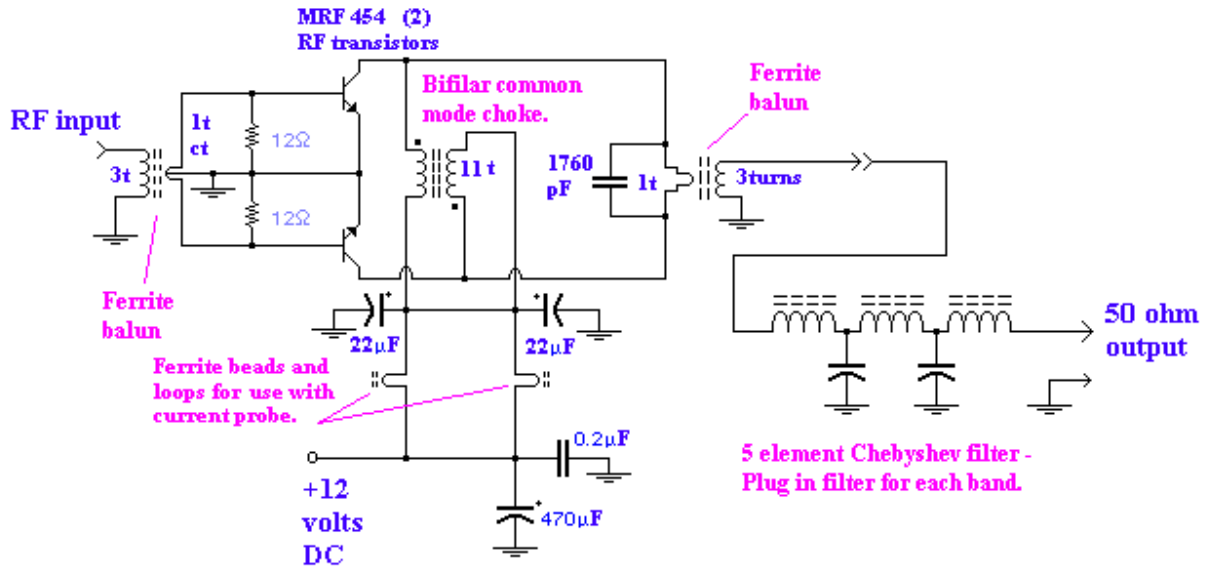 MRF 454 (2)
RF transistors
Bifilar common
mode choke.
Ferrite
balun
RF input
1t
ct
3t
12Ω
12Ω
11 t
1760
pF
1t
3turns
Ferrite
balun
22µF
22µF
Ferrite beads and
loops for use with
current probe.
50 ohm
output
0.2µF
+12
volts
DC
470µF
5 element Chebyshev filter -
Plug in filter for each band.